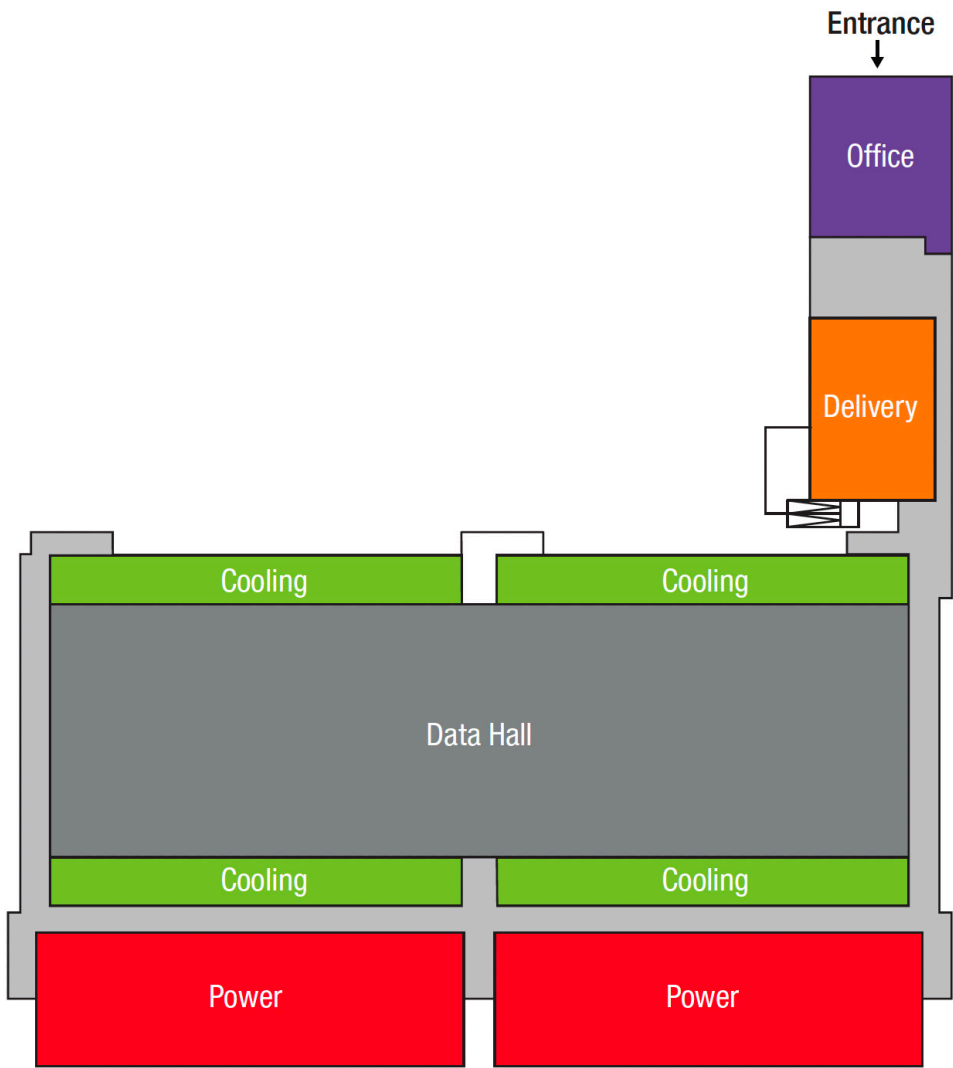 Entrance
Office
Delivery
Cooling
Cooling
Data Hall
Cooling
Cooling
Power
Power